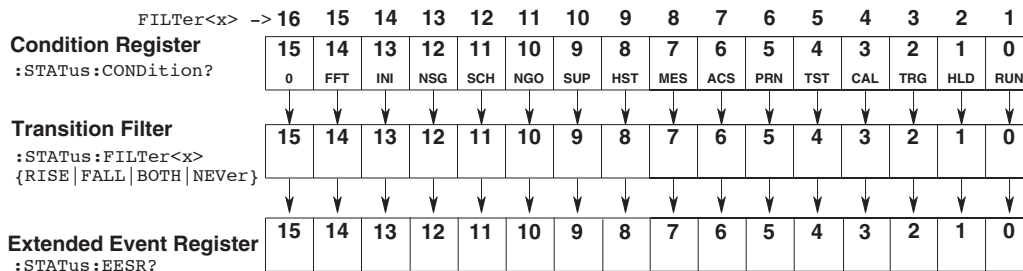 FILTer<x> -> 16 15 14 13 12 11 10 9 8 7 6 5 4 3 2 1
Condition Register
:STATus:CONDition?
15 14 13 12 11 10 9 8 7 6 5 4 3 2 1 0
0 FFT INI NSG SCH NGO SUP HST MES ACS PRN TST CAL TRG HLD RUN
Transition Filter
:STATus:FILTer<x>
{RISE|FALL|BOTH|NEVer}
15 14 13 12 11 10 9 8 7 6 5 4 3 2 1 0
Extended Event Register
:STATus:EESR?
15 14 13 12 11 10 9 8 7 6 5 4 3 2 1 0